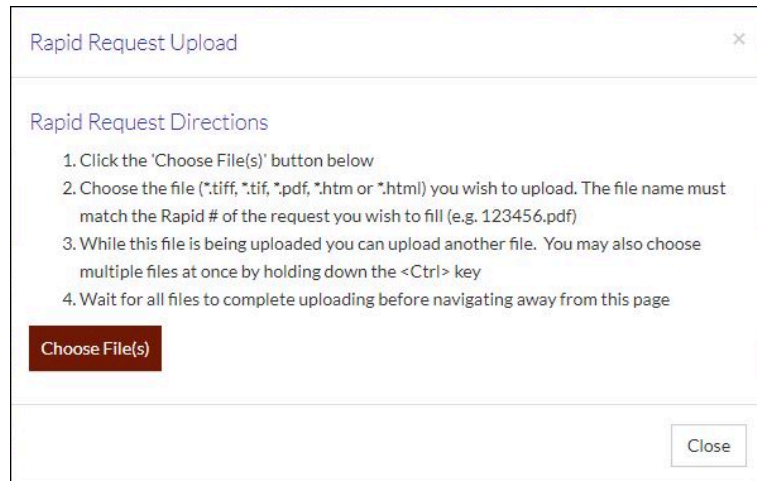 Rapid Request Upload ×
Rapid Request Directions
1. Click the 'Choose File(s)' button below
2. Choose the file (*.tiff, *.tif, *.pdf, *.htm or *.html) you wish to upload. The file name must
match the Rapid # of the request you wish to fill (e.g. 123456.pdf)
3. While this file is being uploaded you can upload another file.  You may also choose
multiple files at once by holding down the <Ctrl> key
4. Wait for all files to complete uploading before navigating away from this page
Choose File(s)
Close